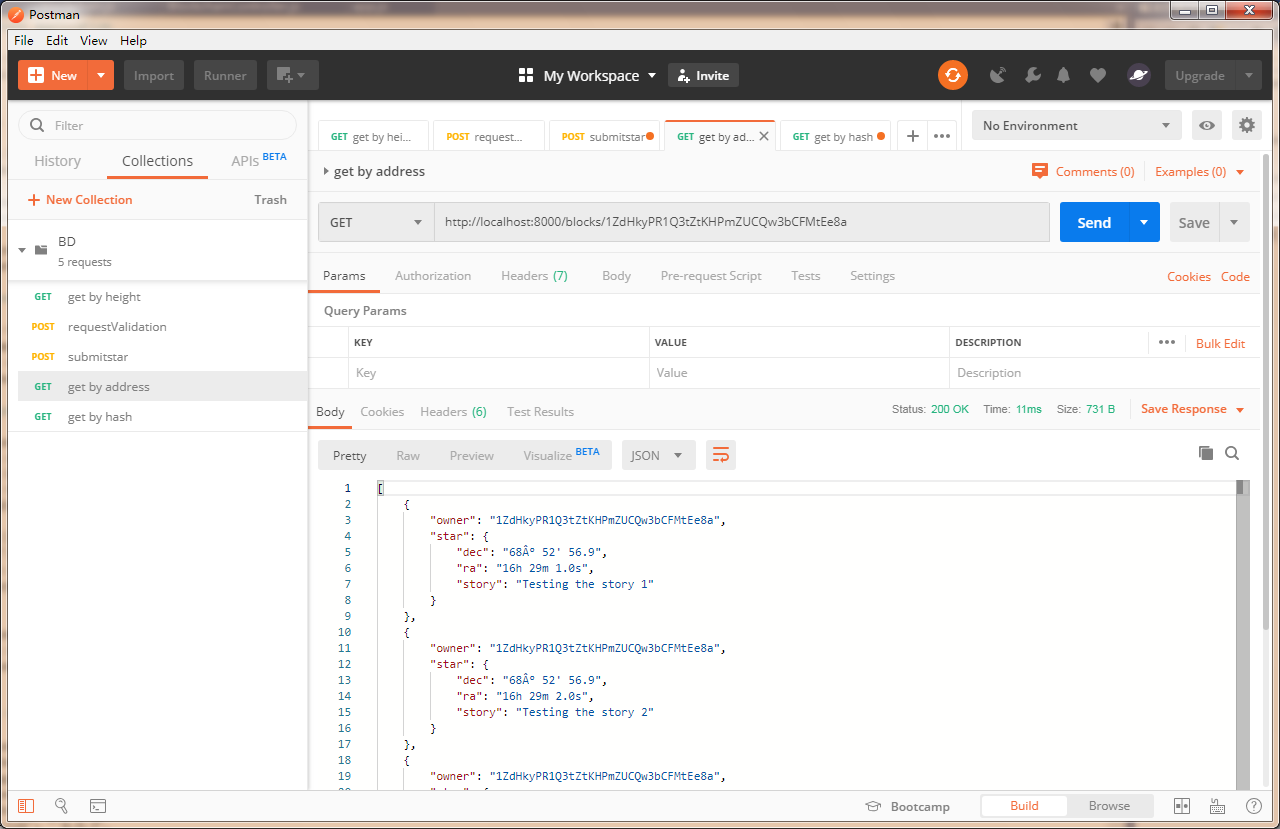 Postman
File Edit View Help
New Import Runner My Workspace Invite Upgrade
Filter
History Collections APIs BETA
New Collection Trash
BD
5 requests
GET get by height
POST requestValidation
POST submitstar
GET get by address
GET get by hash
GET get by hei... POST request... POST submitstar GET get by ad... GET get by hash + ••• No Environment
get by address Comments (0) Examples (0)
GET http://localhost:8000/blocks/1ZdHkyPR1Q3tZtKHPmZUCQw3bCFMtEe8a Send Save
Params Authorization Headers (7) Body Pre-request Script Tests Settings Cookies Code
Query Params
KEY VALUE DESCRIPTION ••• Bulk Edit
Key Value Description
Body Cookies Headers (6) Test Results Status: 200 OK Time: 11ms Size: 731 B Save Response
Pretty Raw Preview Visualize BETA JSON
1 [
2 {
3 "owner": "1ZdHkyPR1Q3tZtKHPmZUCQw3bCFMtEe8a",
4 "star": {
5 "dec": "68Âº 52' 56.9",
6 "ra": "16h 29m 1.0s",
7 "story": "Testing the story 1"
8 }
9 },
10 {
11 "owner": "1ZdHkyPR1Q3tZtKHPmZUCQw3bCFMtEe8a",
12 "star": {
13 "dec": "68Âº 52' 56.9",
14 "ra": "16h 29m 2.0s",
15 "story": "Testing the story 2"
16 }
17 },
18 {
19 "owner": "1ZdHkyPR1Q3tZtKHPmZUCQw3bCFMtEe8a",
Bootcamp Build Browse